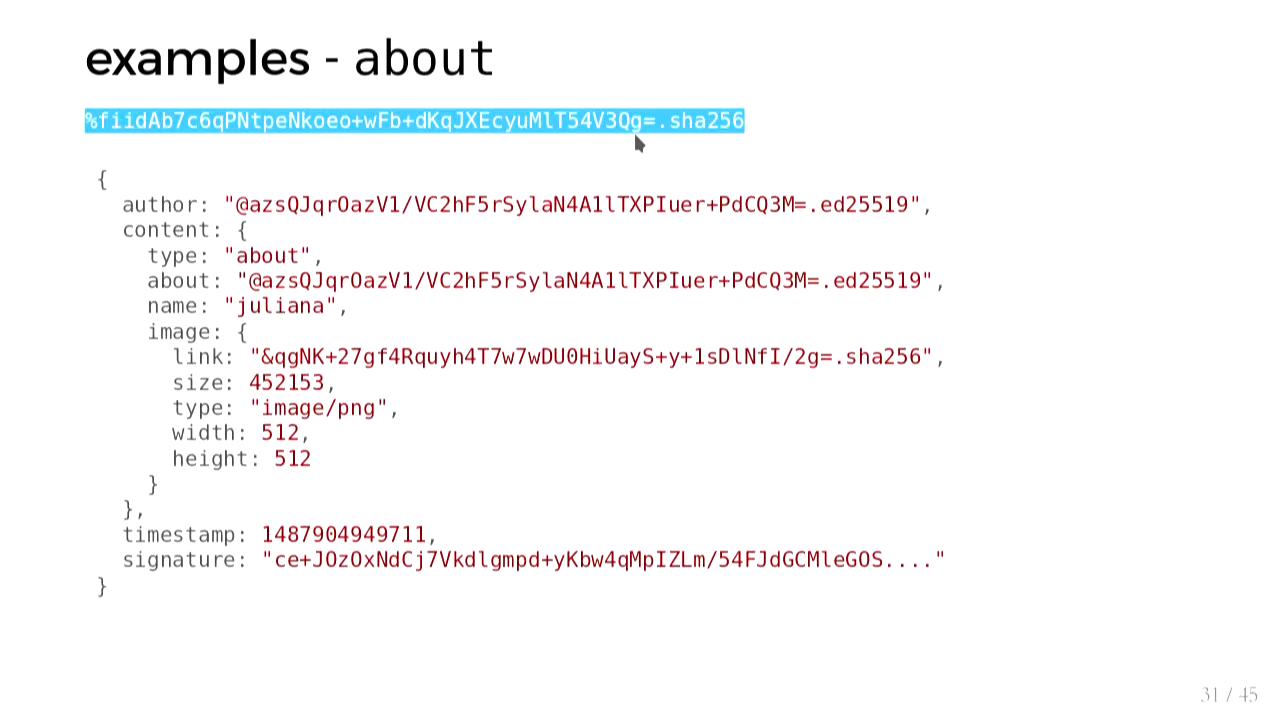 examples - about
%fiidAb7c6qPNtpeNkoeo+wFb+dKqJXEcyuMlT54V3Qg=.sha256
{
author: "@azsQJqrOazV1/VC2hF5rSylaN4A1lTXPIuer+PdCQ3M=.ed25519",
content: {
type: "about",
about: "@azsQJqrOazV1/VC2hF5rSylaN4A1lTXPIuer+PdCQ3M=.ed25519",
name: "juliana",
image: {
link: "&qgNK+27gf4Rquyh4T7w7wDU0HiUayS+y+1sDlNfI/2g=.sha256",
size: 452153,
type: "image/png",
width: 512,
height: 512
}
},
timestamp: 1487904949711,
signature: "ce+JOzOxNdCj7Vkdlgmpd+yKbw4qMpIZLm/54FJdGCMleGOS...."
}
31 / 45